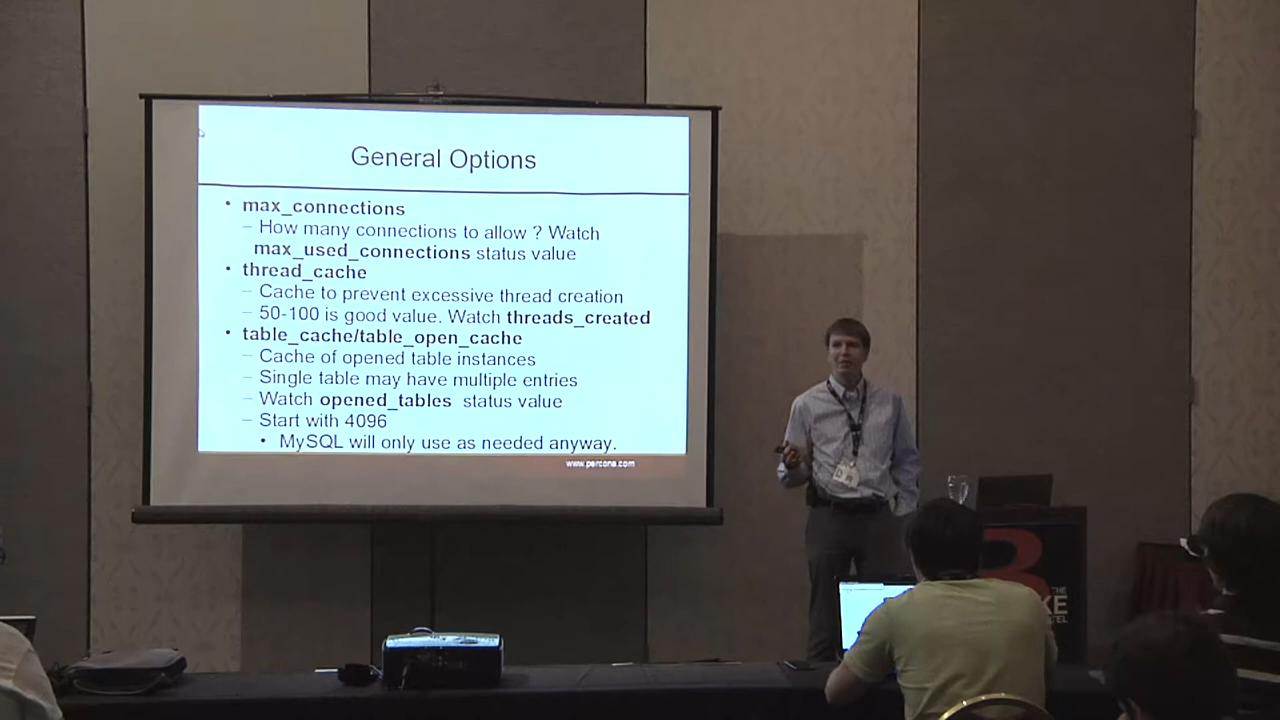 General Options
• max_connections
– How many connections to allow ? Watch
max_used_connections status value
• thread_cache
– Cache to prevent excessive thread creation
– 50-100 is good value. Watch threads_created
• table_cache/table_open_cache
– Cache of opened table instances
– Single table may have multiple entries
– Watch opened_tables status value
– Start with 4096
• MySQL will only use as needed anyway.
www.percona.com
THE